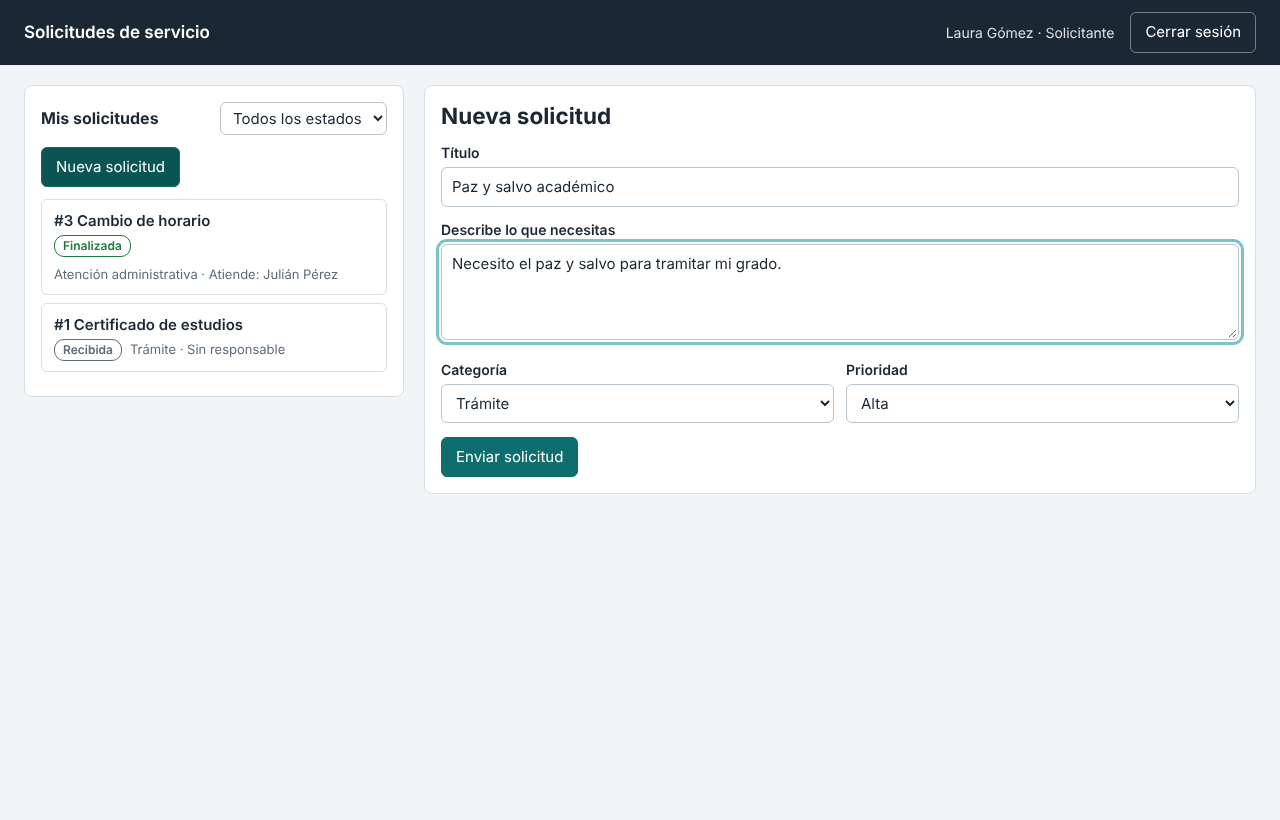 Solicitudes de servicio
Laura Gómez · Solicitante
Cerrar sesión
Mis solicitudes
Todos los estados
Nueva solicitud
#3 Cambio de horario
Finalizada
Atención administrativa · Atiende: Julián Pérez
#1 Certificado de estudios
Recibida
Trámite · Sin responsable
Nueva solicitud
Título
Paz y salvo académico
Describe lo que necesitas
Necesito el paz y salvo para tramitar mi grado.
Categoría
Prioridad
Trámite
Alta
Enviar solicitud